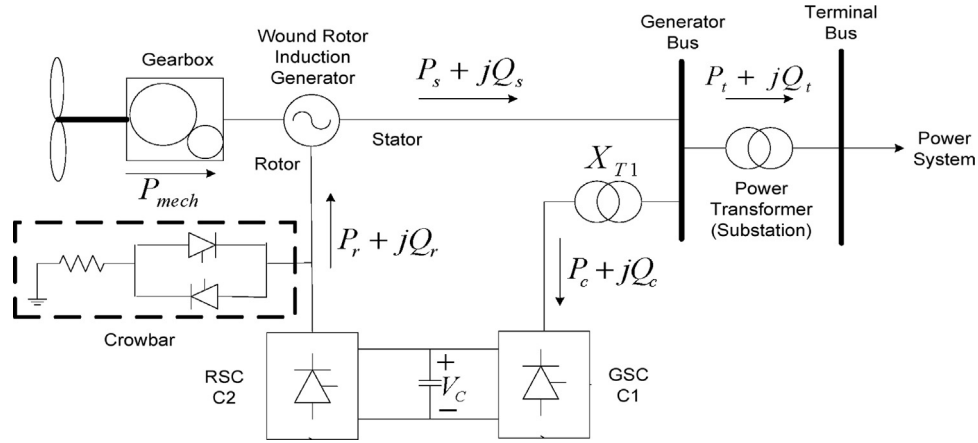 Gearbox
Wound Rotor
Induction
Generator
P_s + jQ_s
Stator
Rotor
P_mech
Generator
Bus
Terminal
Bus
P_t + jQ_t
Power
System
Power
Transformer
(Substation)
X_T1
P_r + jQ_r
P_c + jQ_c
Crowbar
RSC
C2
+
V_C
−
GSC
C1